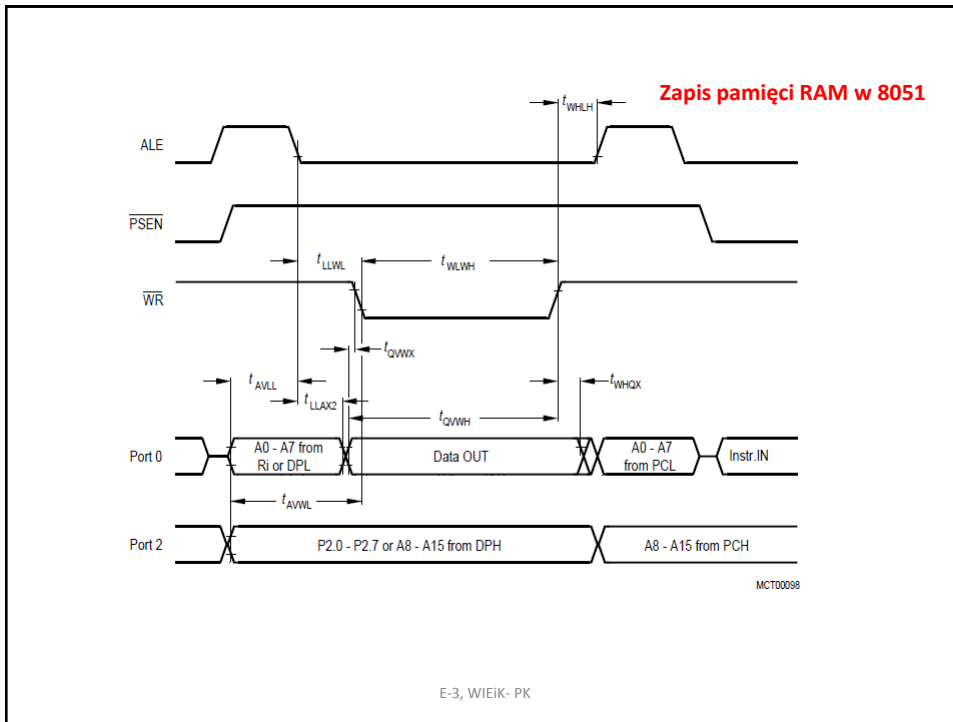 Zapis pamięci RAM w 8051
tWHLH
ALE
PSEN
tLLWL
tWLWH
WR
tQVWX
tAVLL
tWHQX
tLLAX2
tQVWH
Port 0
A0 - A7 from
Ri or DPL
Data OUT
A0 - A7
from PCL
Instr.IN
tAVWL
Port 2
P2.0 - P2.7 or A8 - A15 from DPH
A8 - A15 from PCH
MCT00098
E-3, WIEiK- PK